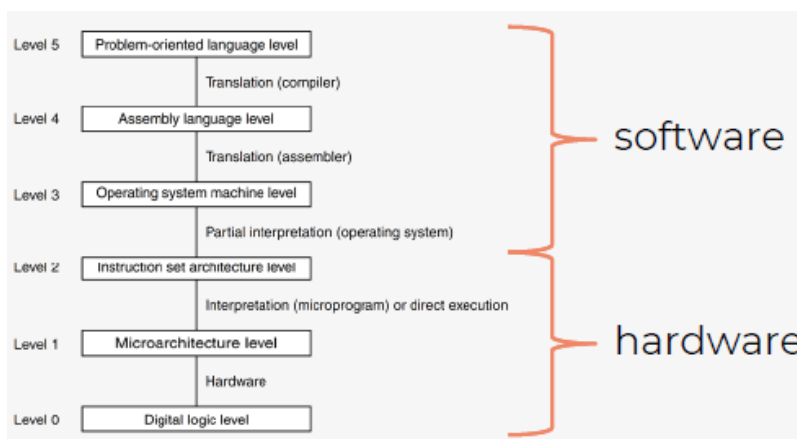 Level 5 Problem-oriented language level
Translation (compiler)
Level 4 Assembly language level
Translation (assembler)
software
Level 3 Operating system machine level
Partial interpretation (operating system)
Level 2 Instruction set architecture level
Interpretation (microprogram) or direct execution
Level 1 Microarchitecture level
hardware
Hardware
Level 0 Digital logic level